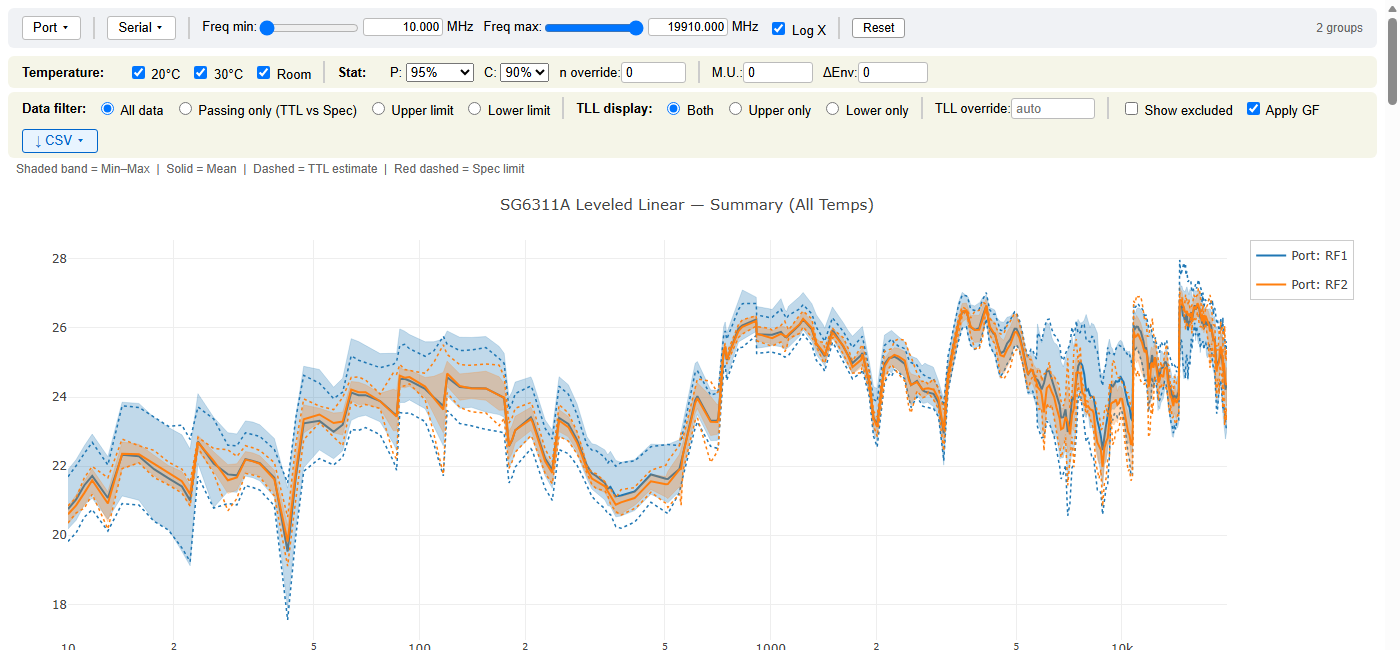 Port ▾ Serial ▾ Freq min: 10.000 MHz Freq max: 19910.000 MHz Log X Reset 2 groups
Temperature: 20°C 30°C Room Stat: P: 95% C: 90% n override: 0 M.U.: 0 ΔEnv: 0
Data filter: All data Passing only (TTL vs Spec) Upper limit Lower limit TLL display: Both Upper only Lower only TLL override: auto Show excluded Apply GF
↓ CSV ▾
Shaded band = Min–Max | Solid = Mean | Dashed = TTL estimate | Red dashed = Spec limit
SG6311A Leveled Linear — Summary (All Temps)
Port: RF1
Port: RF2
28
26
24
22
20
18
10 2 5 100 2 5 1000 2 5 10k